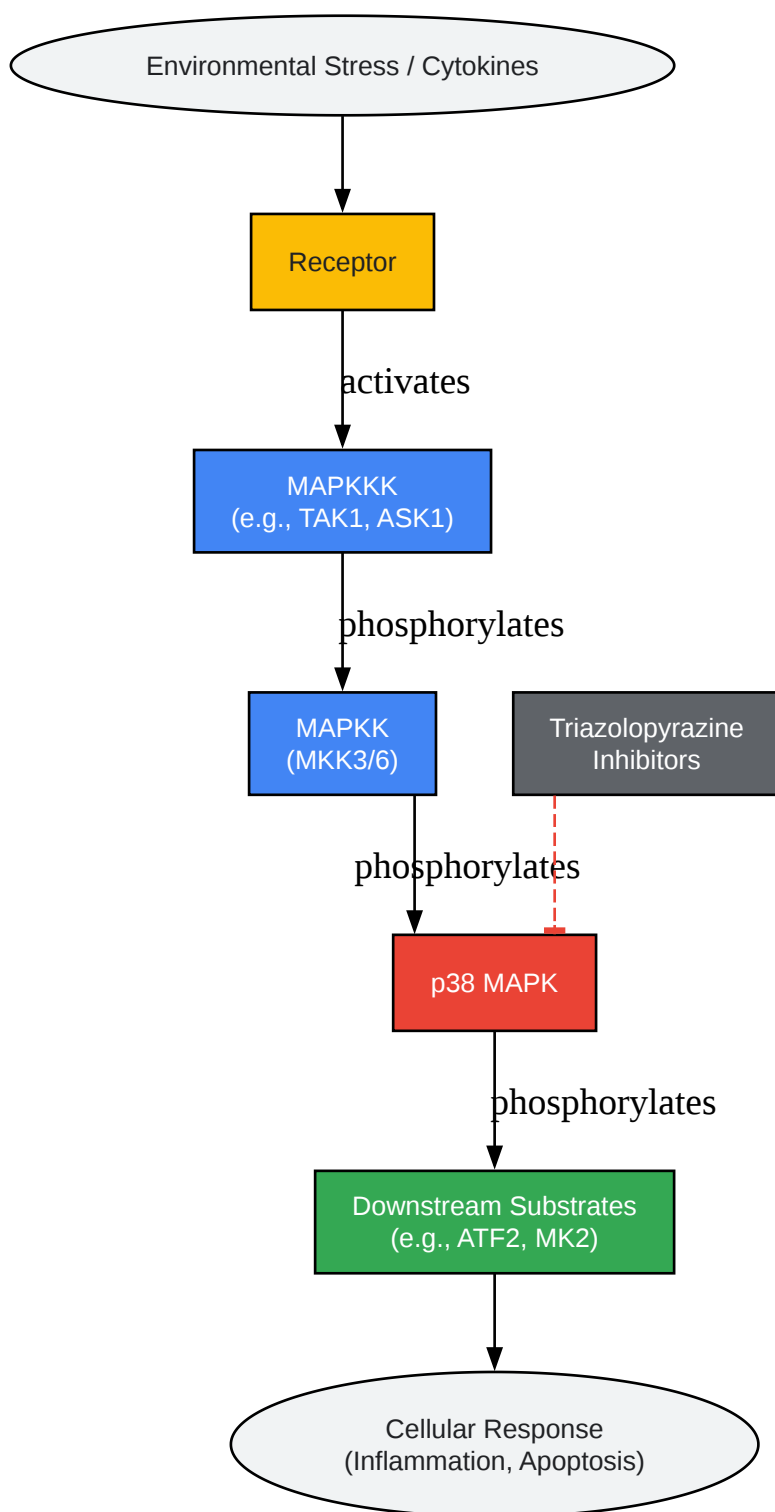 Environmental Stress / Cytokines
Receptor
activates
MAPKKK
(e.g., TAK1, ASK1)
phosphorylates
MAPKK
(MKK3/6)
Triazolopyrazine
Inhibitors
phosphorylates
p38 MAPK
phosphorylates
Downstream Substrates
(e.g., ATF2, MK2)
Cellular Response
(Inflammation, Apoptosis)